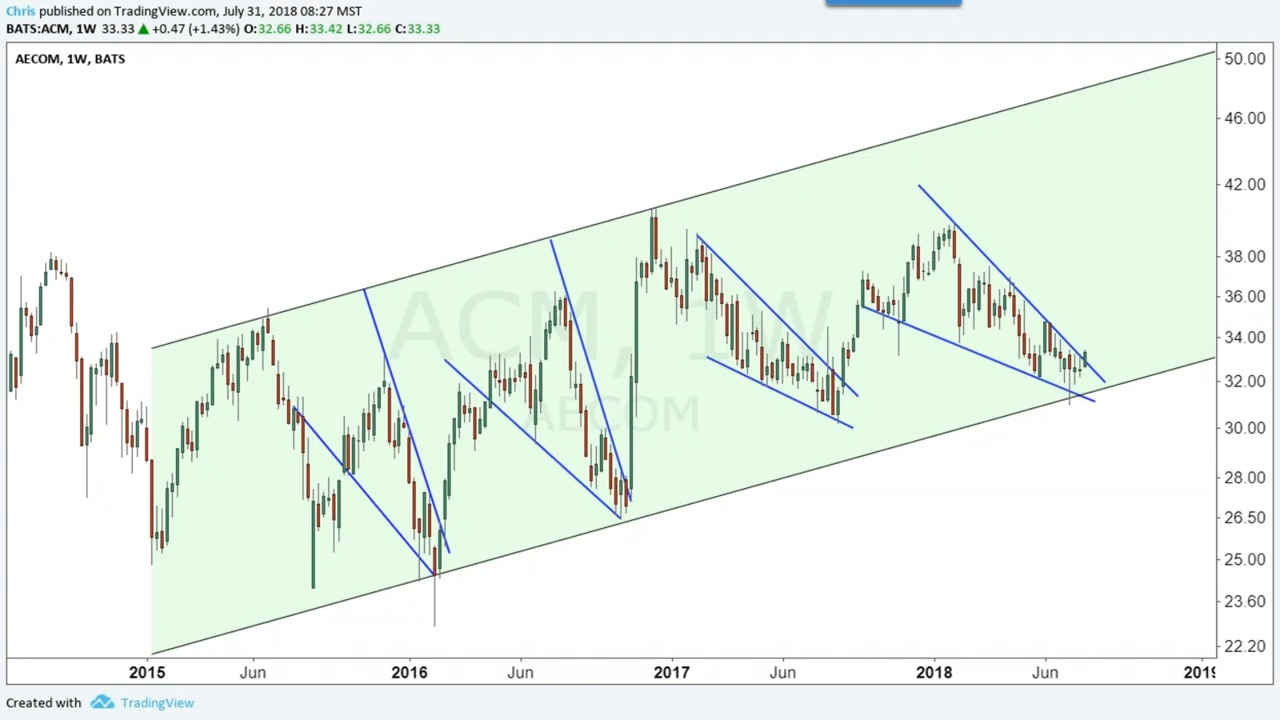 Chris published on TradingView.com, July 31, 2018 08:27 MST
BATS:ACM, 1W 33.33 ▲ +0.47 (+1.43%) O:32.66 H:33.42 L:32.66 C:33.33
AECOM, 1W, BATS
50.00
46.00
42.00
38.00
36.00
34.00
32.00
30.00
28.00
26.50
25.00
23.60
22.20
ACM, 1W
AECOM
2015 Jun 2016 Jun 2017 Jun 2018 Jun 2019
Created with TradingView